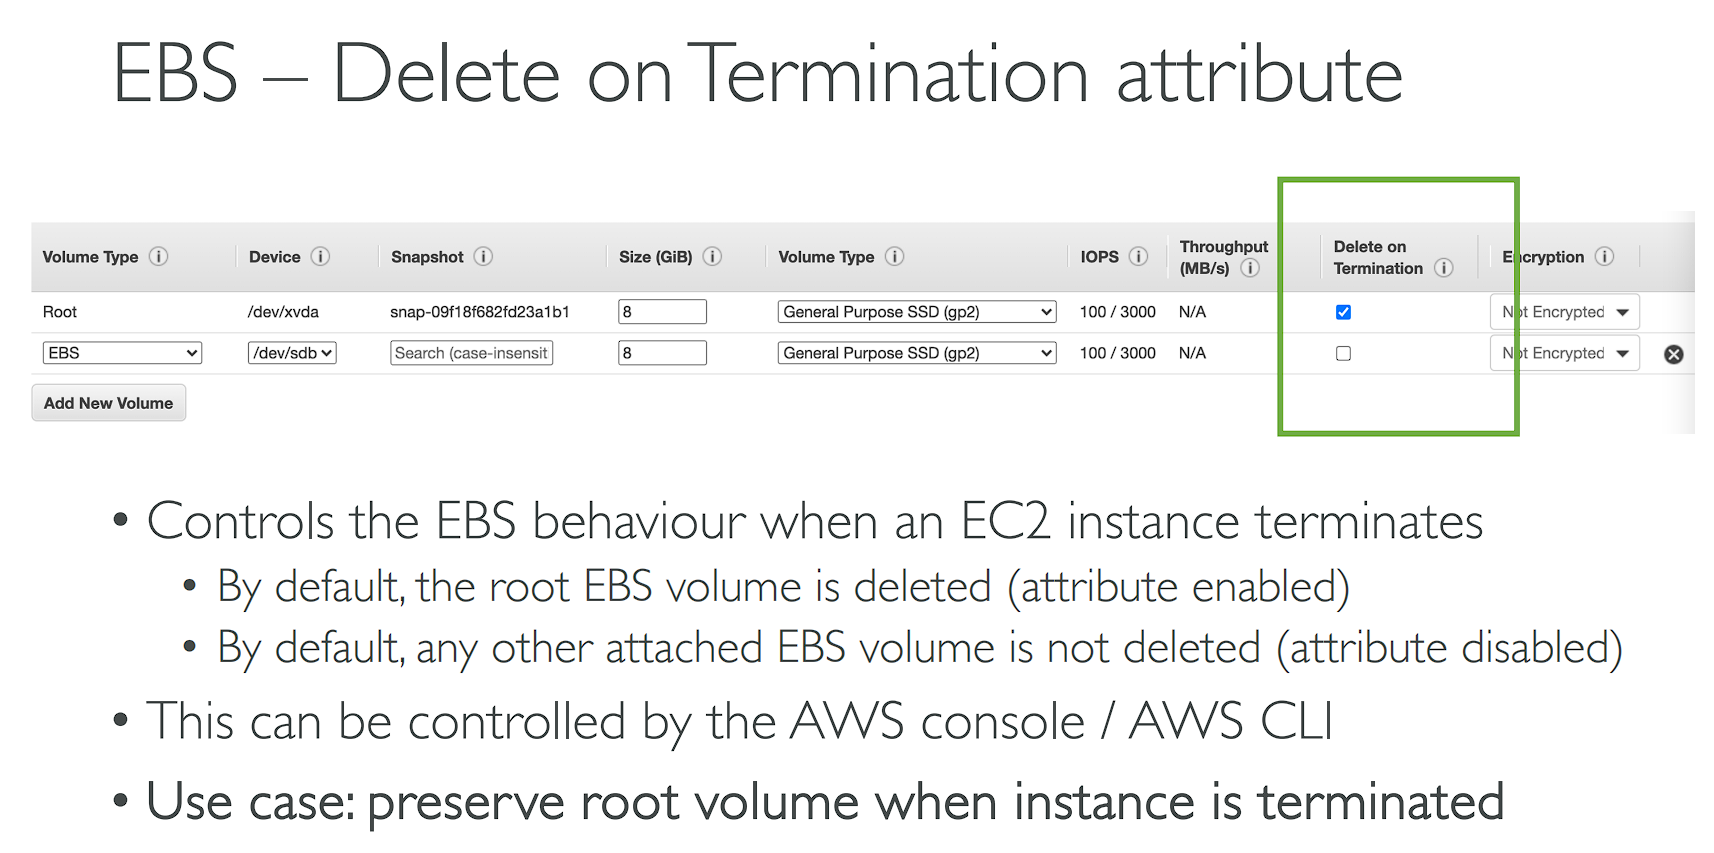 EBS – Delete on Termination attribute
Volume Type Device Snapshot Size (GiB) Volume Type IOPS Throughput (MB/s) Delete on Termination Encryption
Root /dev/xvda snap-09f18f682fd23a1b1 8 General Purpose SSD (gp2) 100 / 3000 N/A Not Encrypted
EBS /dev/sdb Search (case-insensit 8 General Purpose SSD (gp2) 100 / 3000 N/A Not Encrypted
Add New Volume
• Controls the EBS behaviour when an EC2 instance terminates
• By default, the root EBS volume is deleted (attribute enabled)
• By default, any other attached EBS volume is not deleted (attribute disabled)
• This can be controlled by the AWS console / AWS CLI
• Use case: preserve root volume when instance is terminated